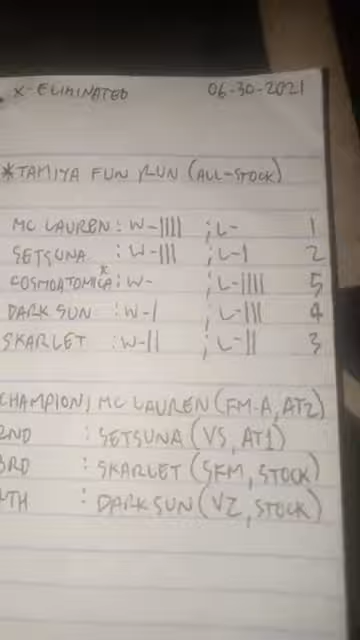 X-ELIMINATED 06-30-2021
*TAMIYA FUN RUN (ALL-STOCK)
MC LAUREN : W-|||| ; L- 1
SETSUNA : W-||| ; L-| 2
COSMOATOMICA* : W- ; L-|||| 5
DARK SUN : W-| ; L-||| 4
SKARLET : W-|| ; L-|| 3
CHAMPION; MC LAUREN (FM-A, AT2)
2ND : SETSUNA (VS, AT1)
3RD : SKARLET (SKM, STOCK)
4TH : DARK SUN (VZ, STOCK)